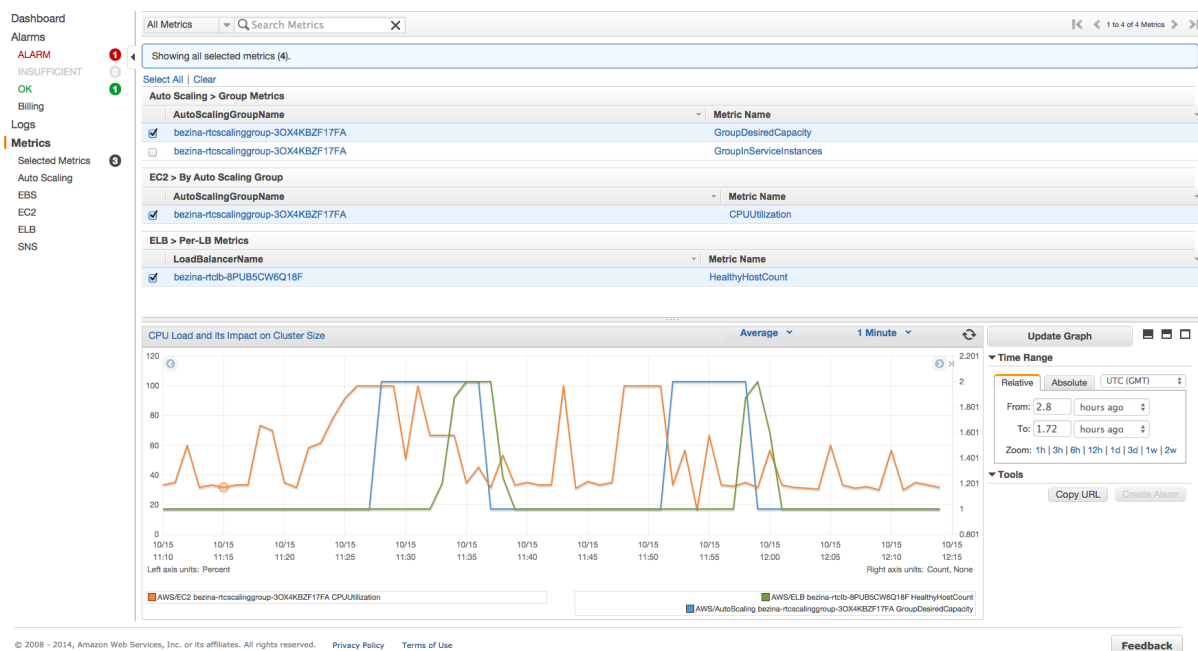 Dashboard
Alarms
ALARM 1
INSUFFICIENT 0
OK 1
Billing
Logs
Metrics
Selected Metrics 3
Auto Scaling
EBS
EC2
ELB
SNS
All Metrics Search Metrics 1 to 4 of 4 Metrics
Showing all selected metrics (4).
Select All | Clear
Auto Scaling > Group Metrics
AutoScalingGroupName Metric Name
bezina-rtcscalinggroup-3OX4KBZF17FA GroupDesiredCapacity
bezina-rtcscalinggroup-3OX4KBZF17FA GroupInServiceInstances
EC2 > By Auto Scaling Group
AutoScalingGroupName Metric Name
bezina-rtcscalinggroup-3OX4KBZF17FA CPUUtilization
ELB > Per-LB Metrics
LoadBalancerName Metric Name
bezina-rtclb-8PUB5CW6Q18F HealthyHostCount
CPU Load and its Impact on Cluster Size Average 1 Minute
120 2.201
100 2
80 1.801
60 1.601
40 1.401
20 1.201
0 1
0.801
10/15 10/15 10/15 10/15 10/15 10/15 10/15 10/15 10/15 10/15 10/15 10/15 10/15 10/15
11:10 11:15 11:20 11:25 11:30 11:35 11:40 11:45 11:50 11:55 12:00 12:05 12:10 12:15
Left axis units: Percent Right axis units: Count, None
AWS/EC2 bezina-rtcscalinggroup-3OX4KBZF17FA CPUUtilization
AWS/ELB bezina-rtclb-8PUB5CW6Q18F HealthyHostCount
AWS/AutoScaling bezina-rtcscalinggroup-3OX4KBZF17FA GroupDesiredCapacity
Update Graph
Time Range
Relative Absolute UTC (GMT)
From: 2.8 hours ago
To: 1.72 hours ago
Zoom: 1h | 3h | 6h | 12h | 1d | 3d | 1w | 2w
Tools
Copy URL Create Alarm
© 2008 - 2014, Amazon Web Services, Inc. or its affiliates. All rights reserved. Privacy Policy Terms of Use
Feedback